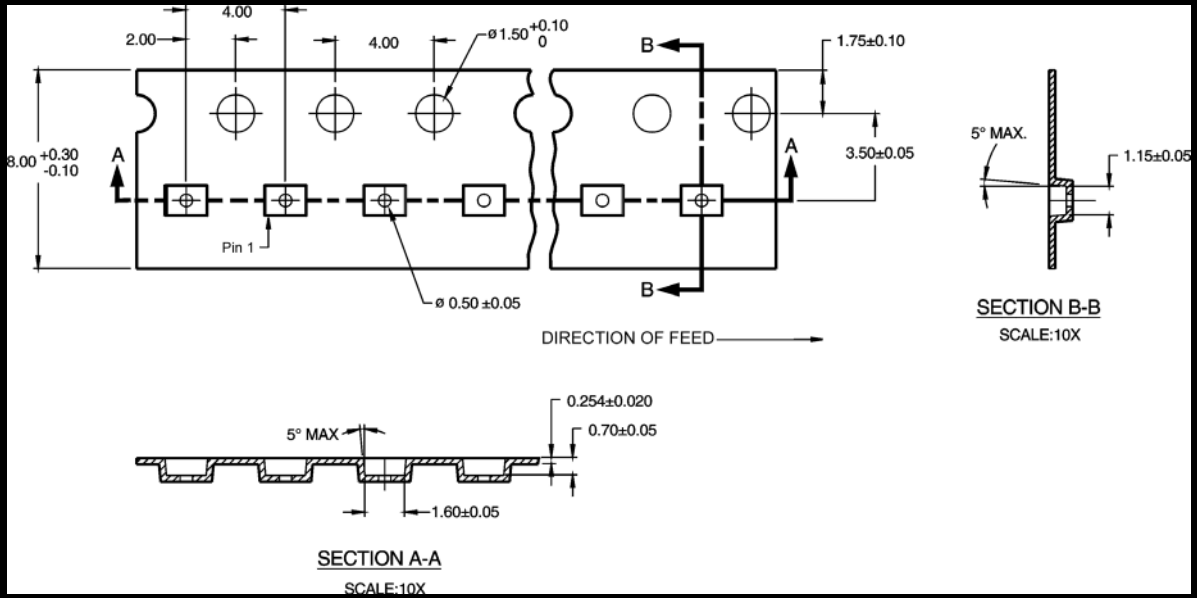 4.00
2.00
4.00
ø1.50 +0.10
0
B
1.75±0.10
8.00 +0.30
-0.10
A
A
3.50±0.05
5° MAX.
1.15±0.05
Pin 1
ø 0.50 ±0.05
B
DIRECTION OF FEED
SECTION B-B
SCALE:10X
0.254±0.020
5° MAX
0.70±0.05
1.60±0.05
SECTION A-A
SCALE:10X